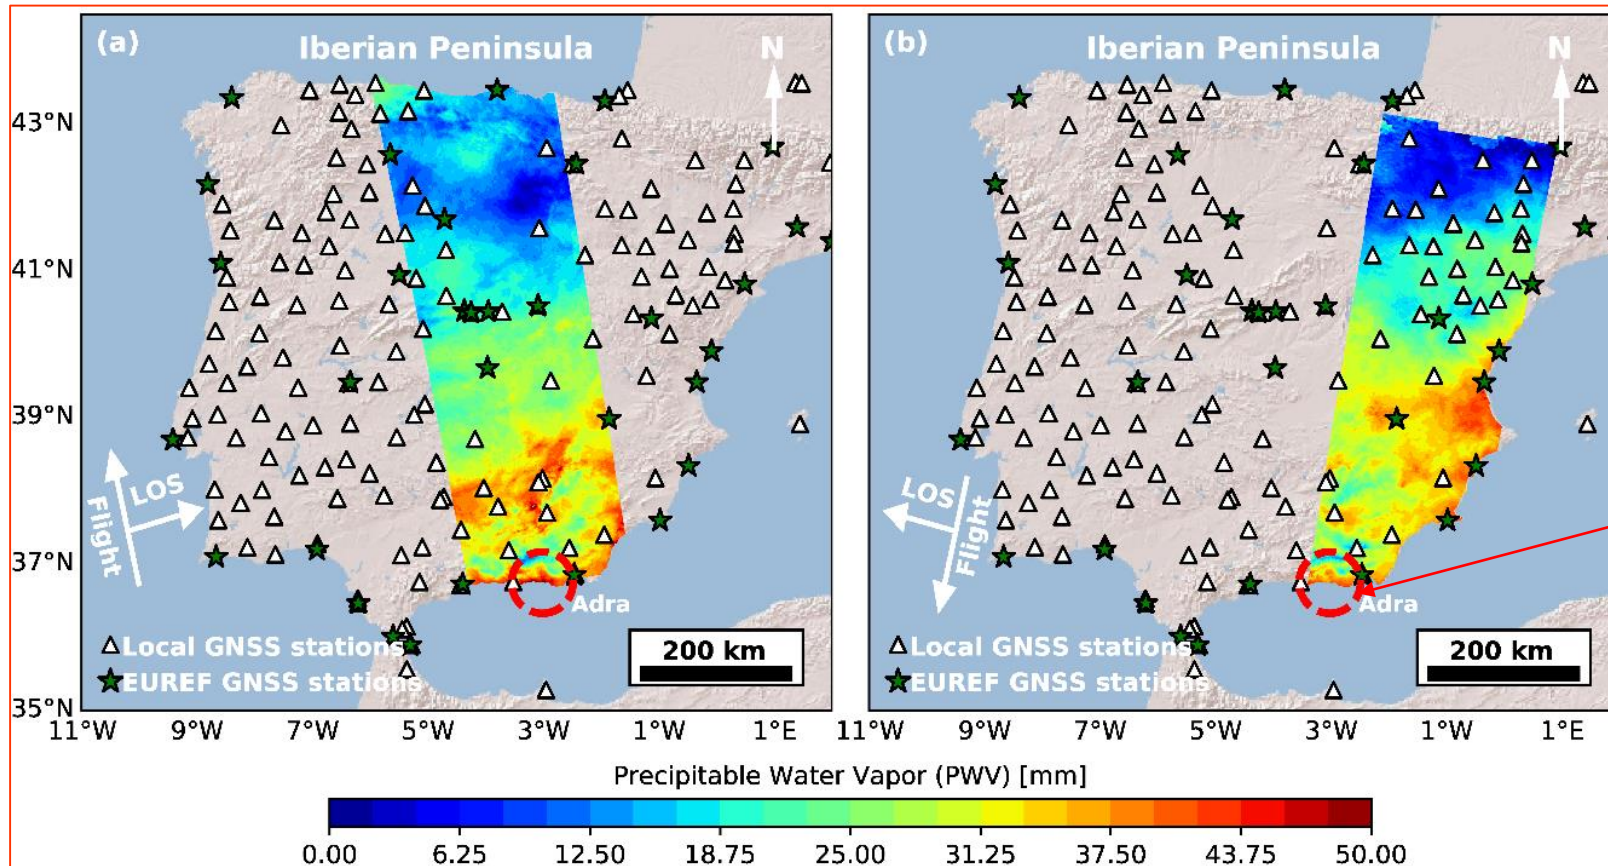 (a) Iberian Peninsula N
43°N
41°N
39°N
37°N
35°N
Flight
LOS
Adra
Local GNSS stations
EUREF GNSS stations
200 km
11°W 9°W 7°W 5°W 3°W 1°W 1°E
(b) Iberian Peninsula N
LOS
Flight
Adra
Local GNSS stations
EUREF GNSS stations
200 km
11°W 9°W 7°W 5°W 3°W 1°W 1°E
Precipitable Water Vapor (PWV) [mm]
0.00 6.25 12.50 18.75 25.00 31.25 37.50 43.75 50.00